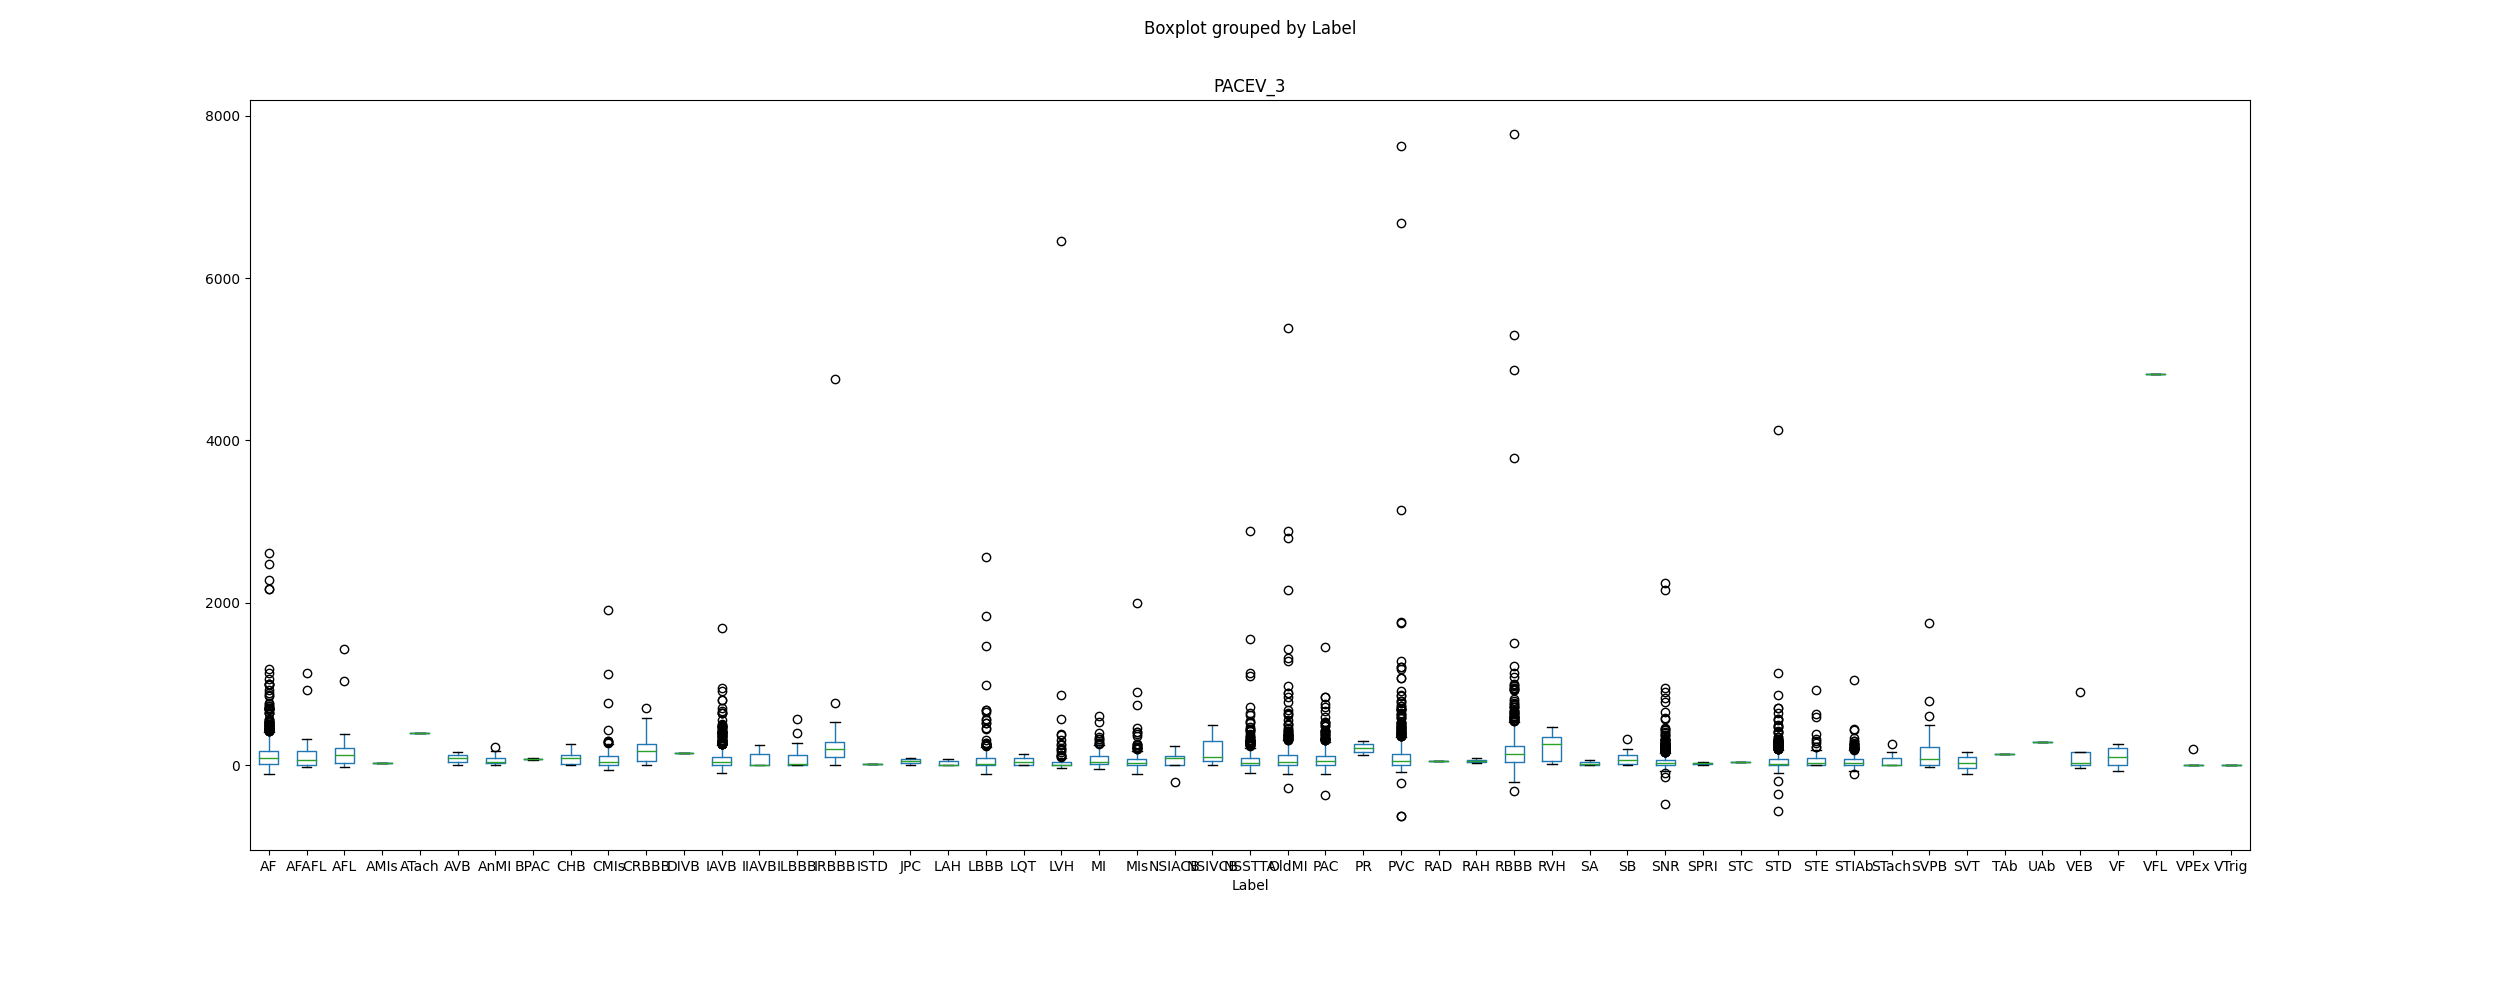 Boxplot grouped by Label
PACEV_3
8000
6000
4000
2000
0
AF AFAFL AFL AMIs ATach AVB AnMI BPAC CHB CMIs CRBBB DIVB IAVB IIAVB ILBBB IRBBB ISTD JPC LAH LBBB LQT LVH MI MIs NSIACB NSIVCB NSSTTA OldMI PAC PR PVC RAD RAH RBBB RVH SA SB SNR SPRI STC STD STE STIAb STach SVPB SVT TAb UAb VEB VF VFL VPEx VTrig
Label